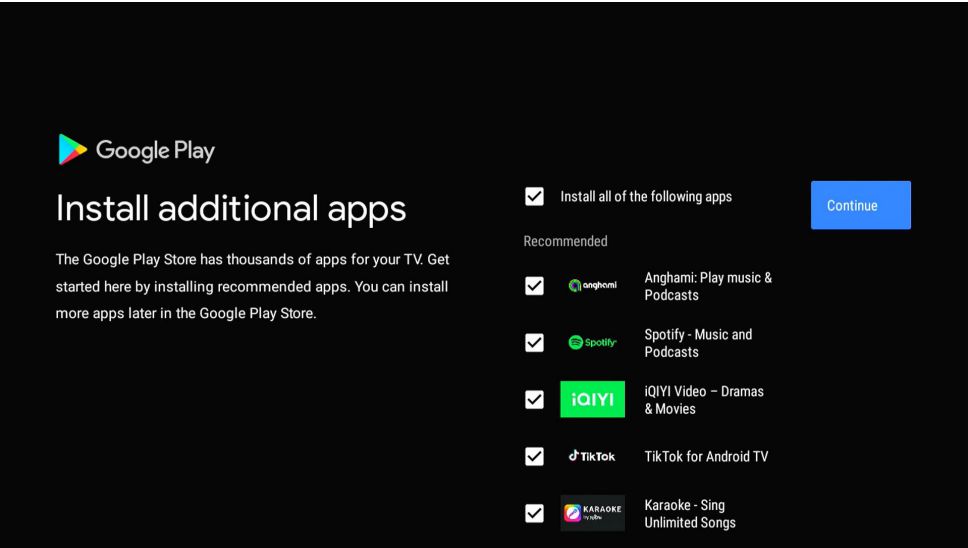 Google Play
Install additional apps
The Google Play Store has thousands of apps for your TV. Get
started here by installing recommended apps. You can install
more apps later in the Google Play Store.
Install all of the following apps
Continue
Recommended
anghami
Anghami: Play music &
Podcasts
Spotify
Spotify - Music and
Podcasts
iQIYI
iQIYI Video – Dramas
& Movies
TikTok
TikTok for Android TV
KARAOKE
by
Karaoke - Sing
Unlimited Songs